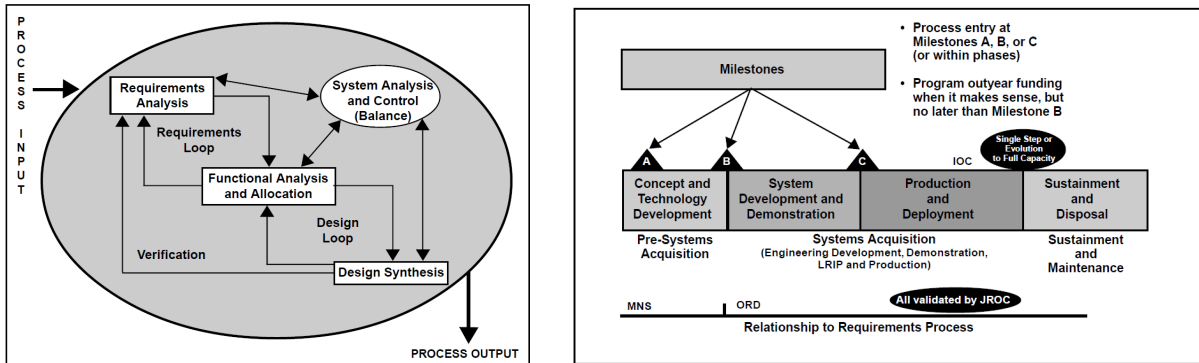 PROCESS INPUT
Requirements
Analysis
System Analysis
and Control
(Balance)
Requirements
Loop
Functional Analysis
and Allocation
Design
Loop
Verification
Design Synthesis
PROCESS OUTPUT
Milestones
• Process entry at
Milestones A, B, or C
(or within phases)
• Program outyear funding
when it makes sense, but
no later than Milestone B
A
B
C
IOC
Single Step or
Evolution
to Full Capacity
Concept and
Technology
Development
System
Development and
Demonstration
Production
and
Deployment
Sustainment
and
Disposal
Pre-Systems
Acquisition
Systems Acquisition
(Engineering Development, Demonstration,
LRIP and Production)
Sustainment
and
Maintenance
MNS
ORD
All validated by JROC
Relationship to Requirements Process